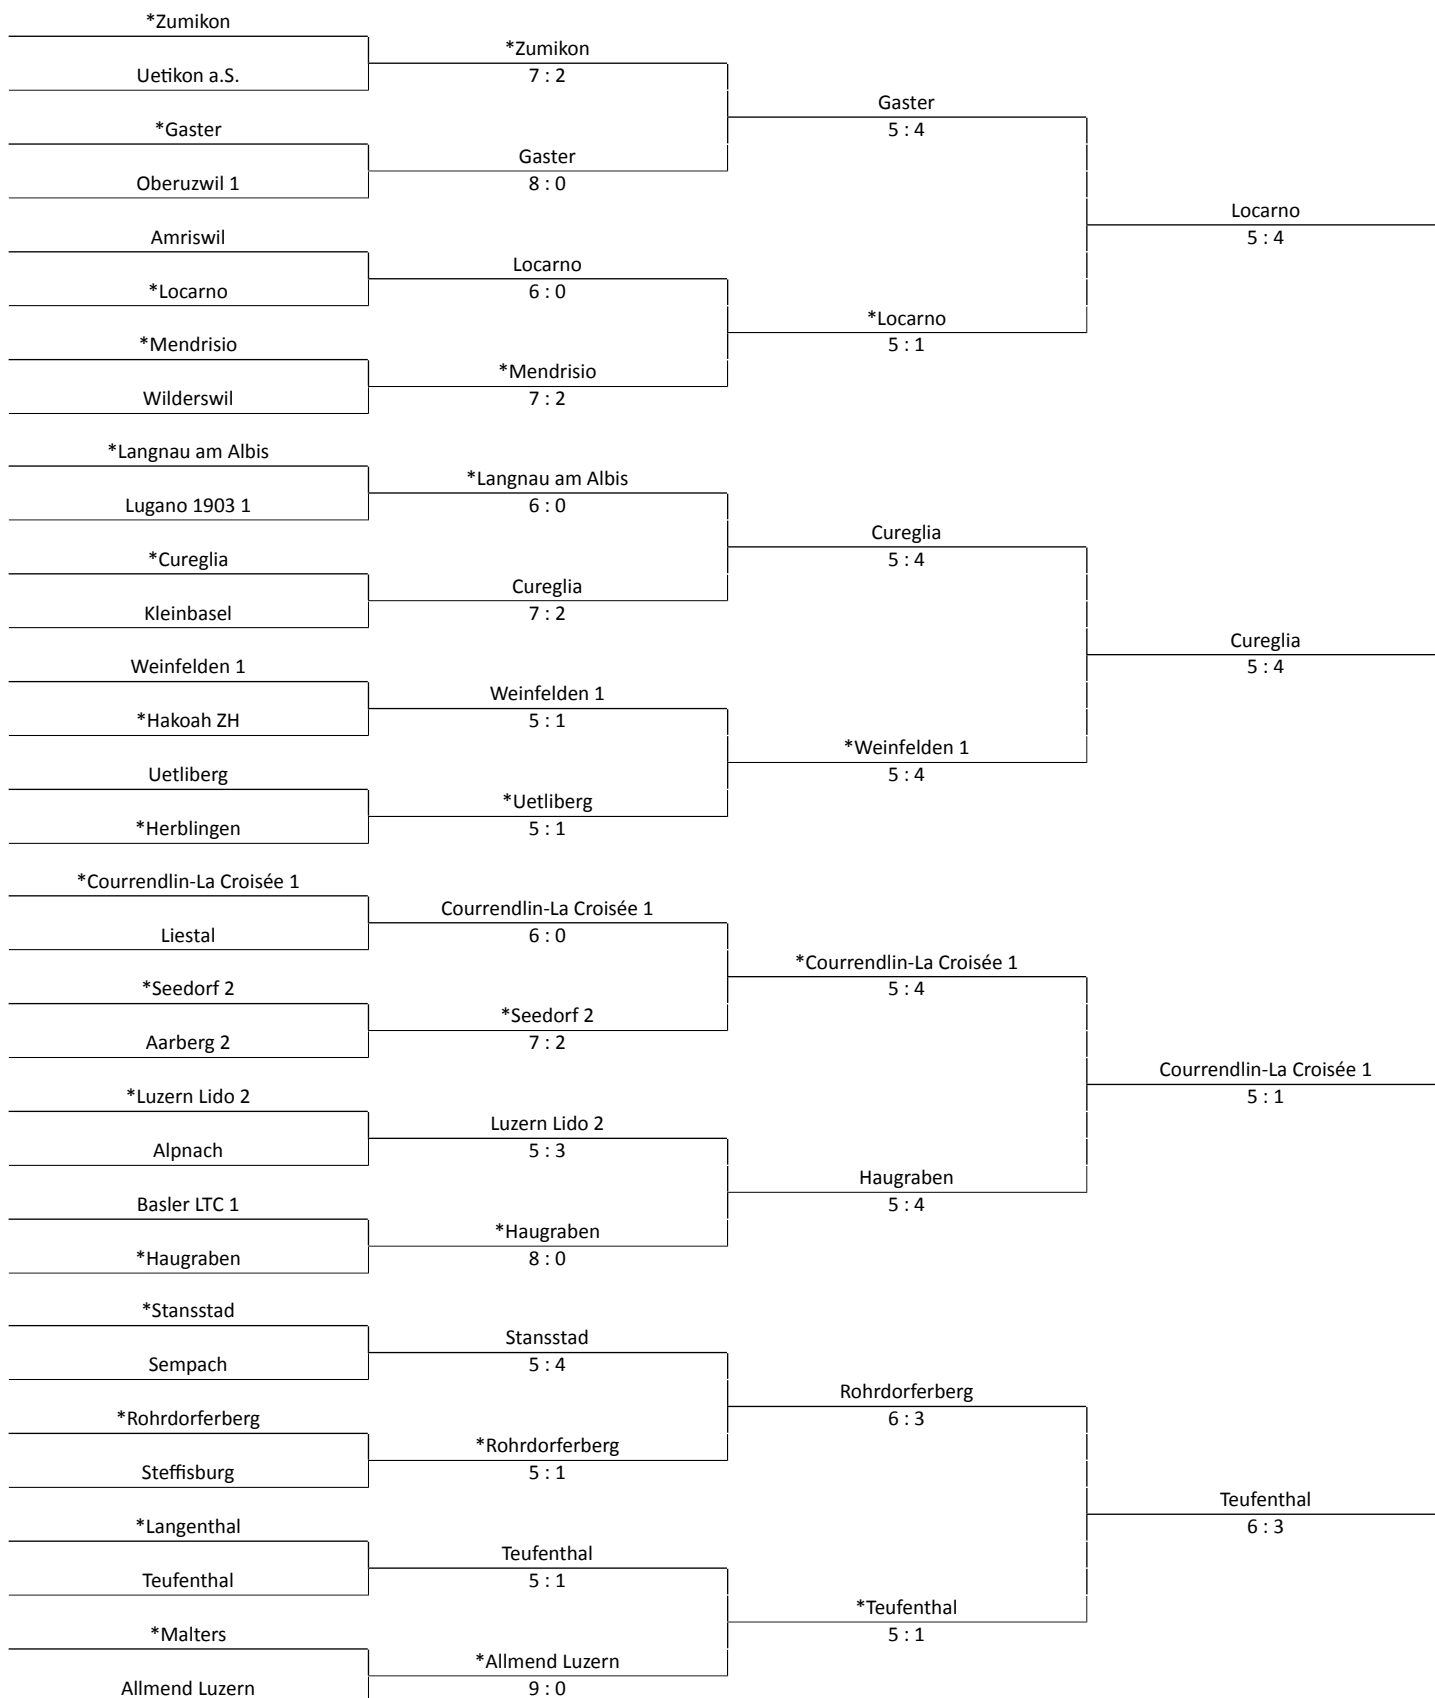 *Zumikon
*Zumikon
Uetikon a.S.
7 : 2
Gaster
*Gaster
5 : 4
Gaster
Oberuzwil 1
8 : 0
Locarno
Amriswil
5 : 4
Locarno
*Locarno
6 : 0
*Locarno
*Mendrisio
5 : 1
*Mendrisio
Wilderswil
7 : 2
*Langnau am Albis
*Langnau am Albis
Lugano 1903 1
6 : 0
Cureglia
*Cureglia
5 : 4
Cureglia
Kleinbasel
7 : 2
Cureglia
Weinfelden 1
5 : 4
Weinfelden 1
*Hakoah ZH
5 : 1
*Weinfelden 1
Uetliberg
5 : 4
*Uetliberg
*Herblingen
5 : 1
*Courrendlin-La Croisée 1
Courrendlin-La Croisée 1
Liestal
6 : 0
*Courrendlin-La Croisée 1
*Seedorf 2
5 : 4
*Seedorf 2
Aarberg 2
7 : 2
Courrendlin-La Croisée 1
*Luzern Lido 2
5 : 1
Luzern Lido 2
Alpnach
5 : 3
Haugraben
Basler LTC 1
5 : 4
*Haugraben
*Haugraben
8 : 0
*Stansstad
Stansstad
Sempach
5 : 4
Rohrdorferberg
*Rohrdorferberg
6 : 3
*Rohrdorferberg
Steffisburg
5 : 1
Teufenthal
*Langenthal
6 : 3
Teufenthal
Teufenthal
5 : 1
*Teufenthal
*Malters
5 : 1
*Allmend Luzern
Allmend Luzern
9 : 0